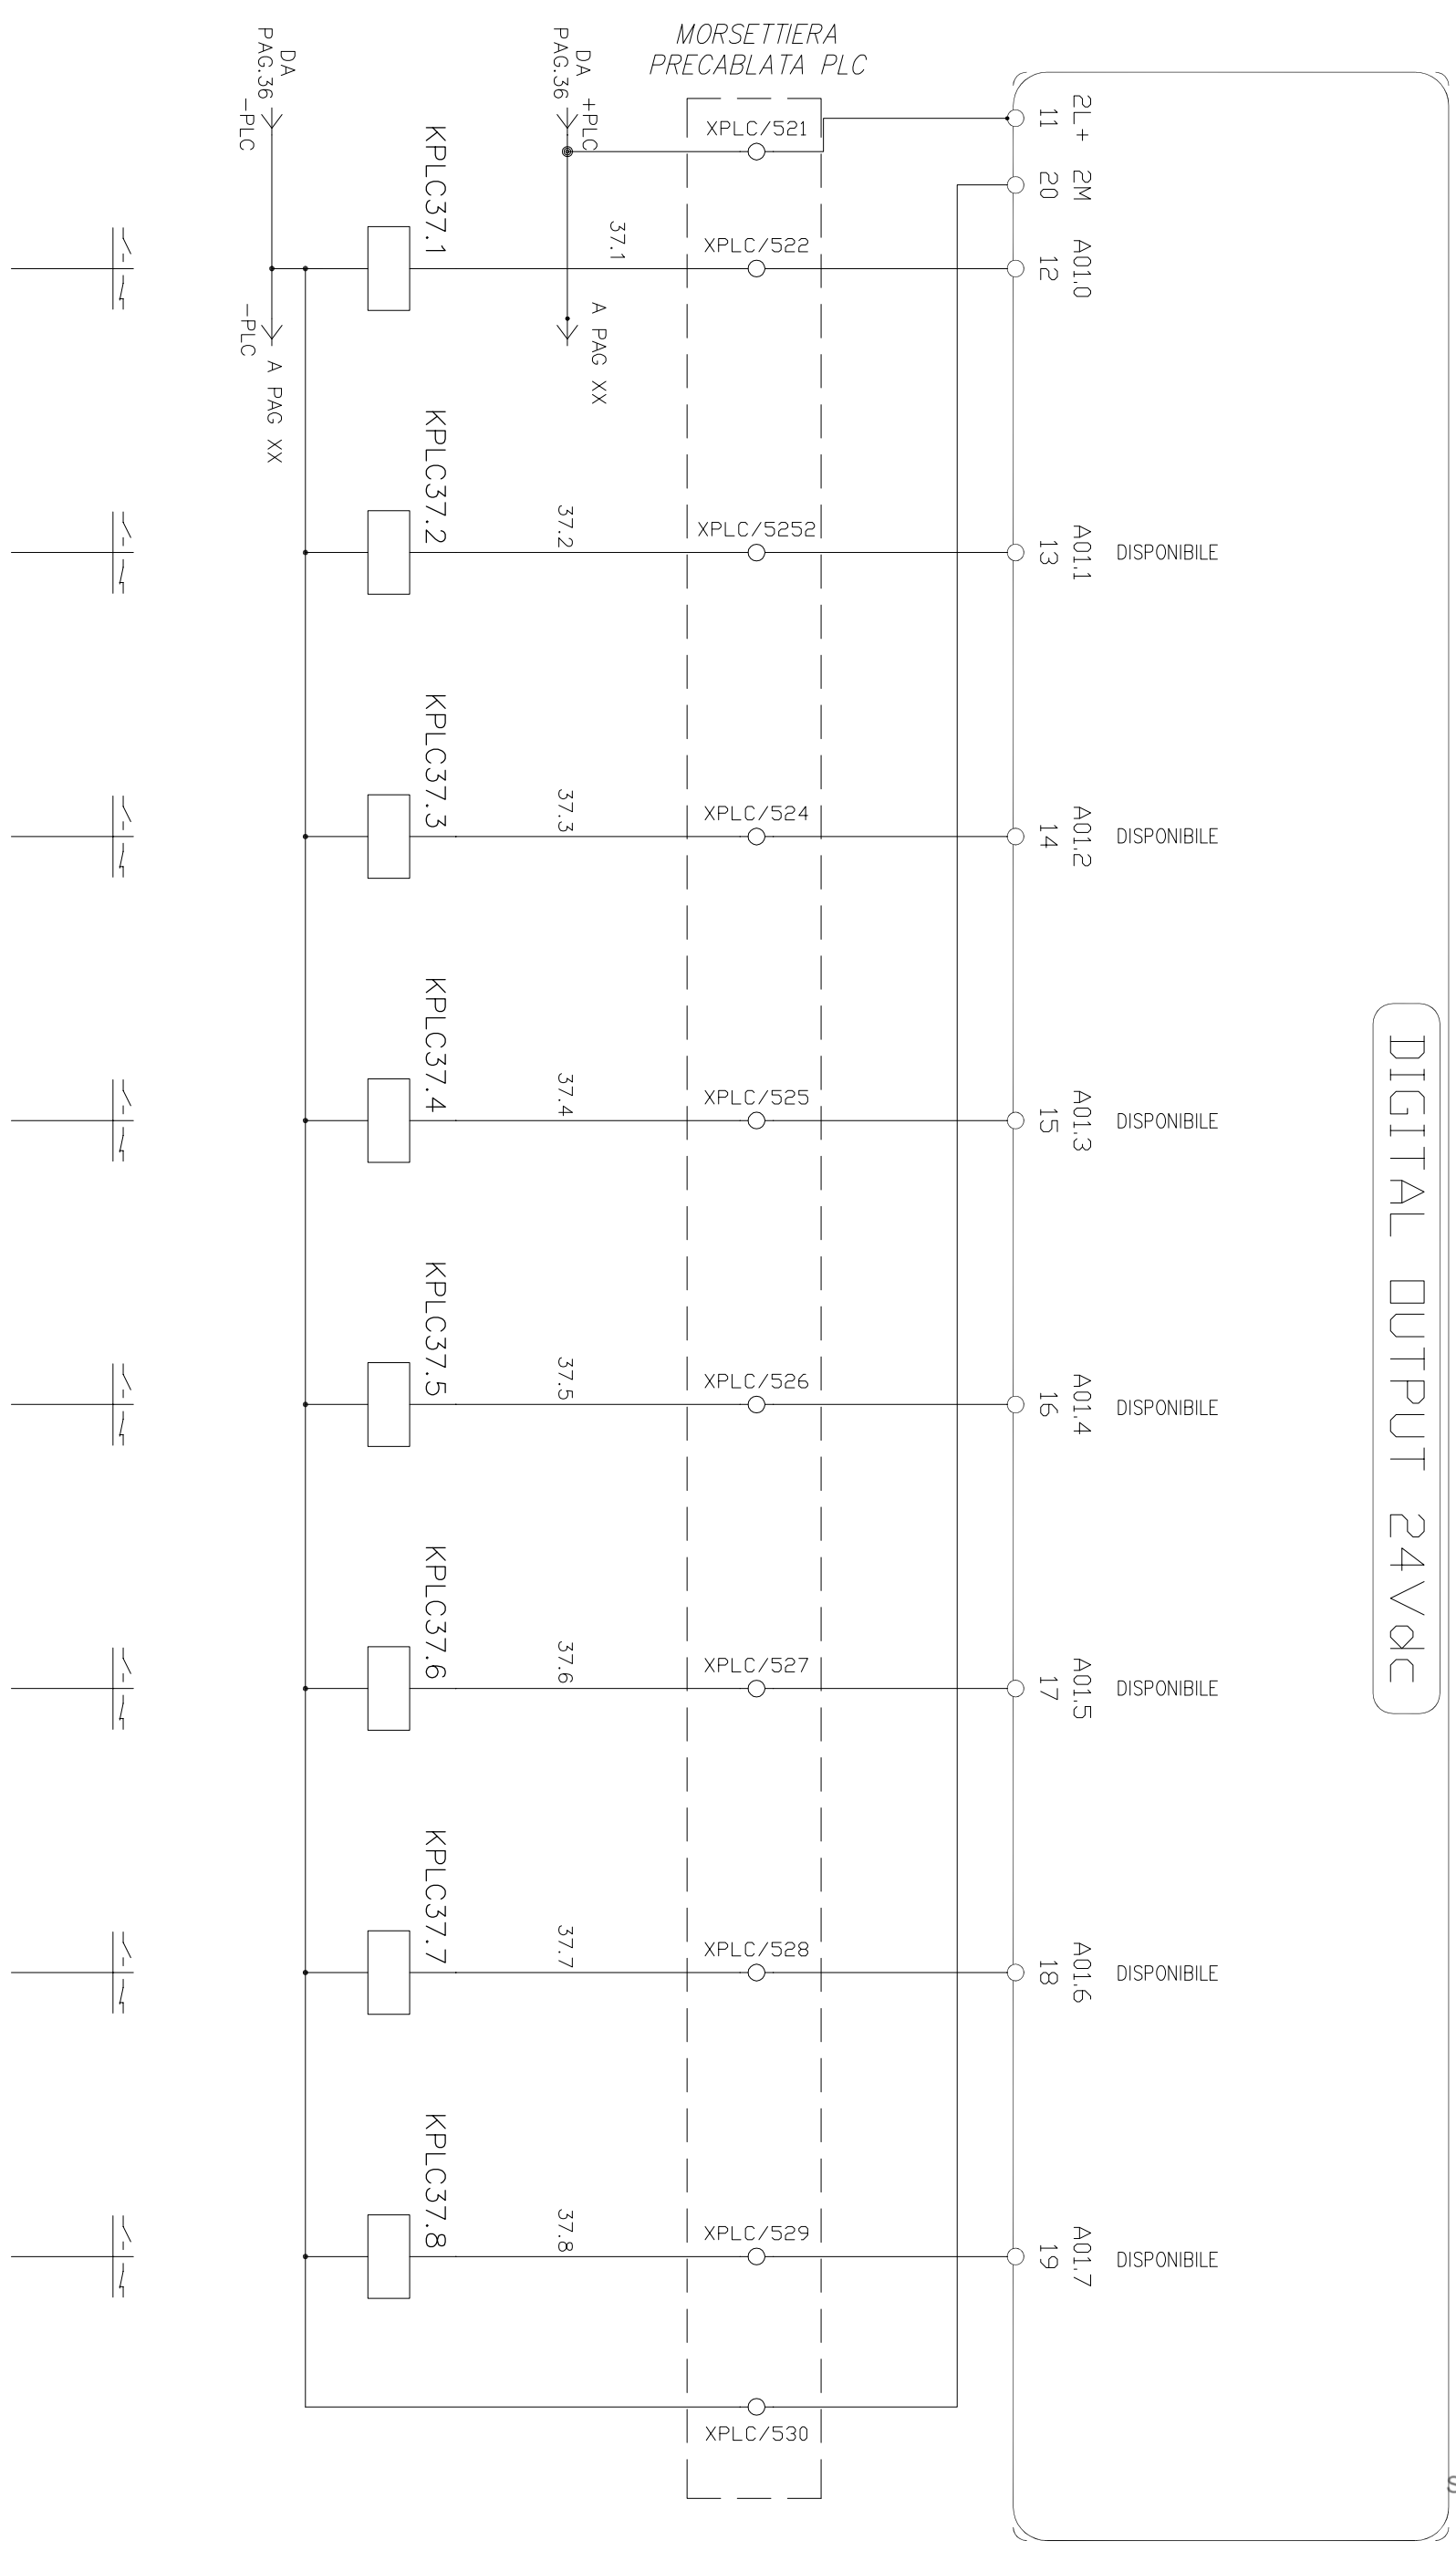 MORSETTIERA
PRECABLATA PLC
DA
PAG.36
-PLC
DA
PAG.36
+PLC
-PLC
A PAG XX
A PAG XX
2L+
11
XPLC/521
2M
20
A01.0
12
XPLC/522
37.1
KPLC37.1
DISPONIBILE
A01.1
13
XPLC/5252
37.2
KPLC37.2
DISPONIBILE
A01.2
14
XPLC/524
37.3
KPLC37.3
DISPONIBILE
A01.3
15
XPLC/525
37.4
KPLC37.4
DISPONIBILE
A01.4
16
XPLC/526
37.5
KPLC37.5
DISPONIBILE
A01.5
17
XPLC/527
37.6
KPLC37.6
DISPONIBILE
A01.6
18
XPLC/528
37.7
KPLC37.7
DISPONIBILE
A01.7
19
XPLC/529
37.8
KPLC37.8
XPLC/530
DIGITAL OUTPUT 24Vdc